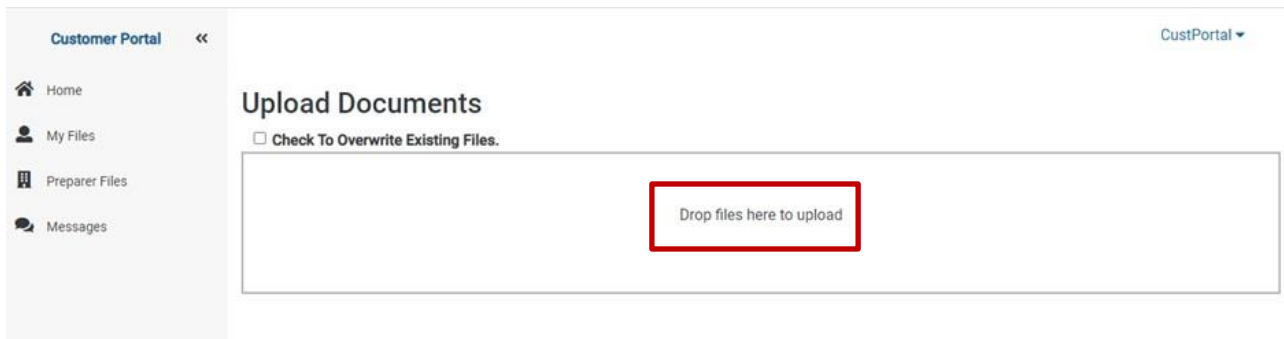 Customer Portal
CustPortal
Home
My Files
Preparer Files
Messages
Upload Documents
Check To Overwrite Existing Files.
Drop files here to upload